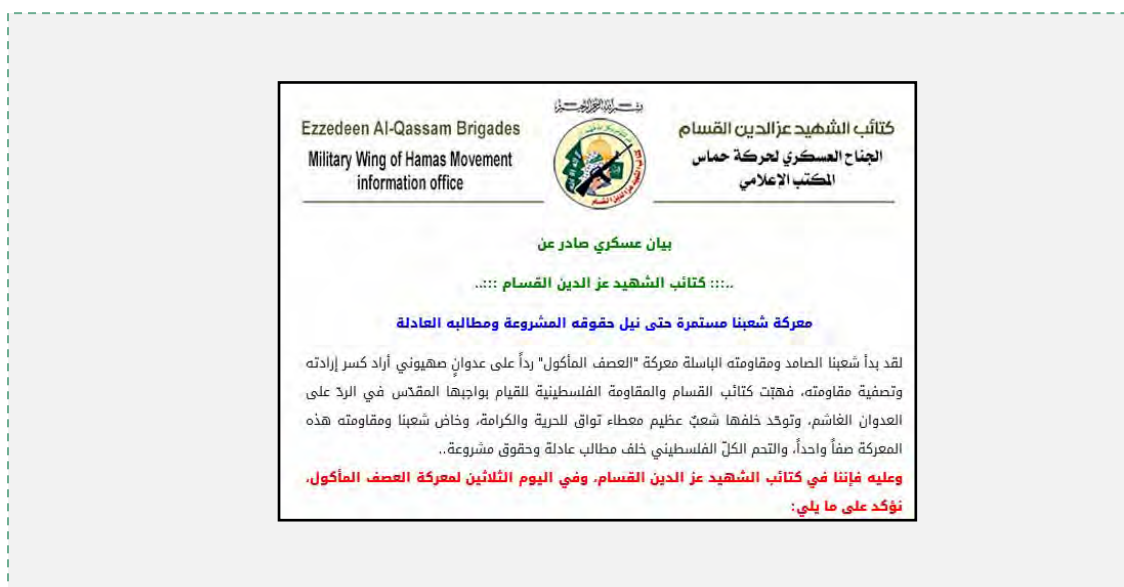 Ezzedeen Al-Qassam Brigades
Military Wing of Hamas Movement
information office
كتائب الشهيد عزالدين القسام
الجناح العسكري لحركة حماس
المكتب الإعلامي
بيان عسكري صادر عن
..::: كتائب الشهيد عز الدين القسام :::..
معركة شعبنا مستمرة حتى نيل حقوقه المشروعة ومطالبه العادلة
لقد بدأ شعبنا الصامد ومقاومته الباسلة معركة "العصف المأكول" رداً على عدوانٍ صهيوني أراد كسر إرادته
وتصفية مقاومته، فهبّت كتائب القسام والمقاومة الفلسطينية للقيام بواجبها المقدّس في الردّ على
العدوان الغاشم، وتوحّد خلفها شعبٌ عظيم معطاء تواق للحرية والكرامة، وخاض شعبنا ومقاومته هذه
المعركة صفاً واحداً، والتحم الكلّ الفلسطيني خلف مطالب عادلة وحقوق مشروعة..
وعليه فإننا في كتائب الشهيد عز الدين القسام، وفي اليوم الثلاثين لمعركة العصف المأكول،
نؤكد على ما يلي: